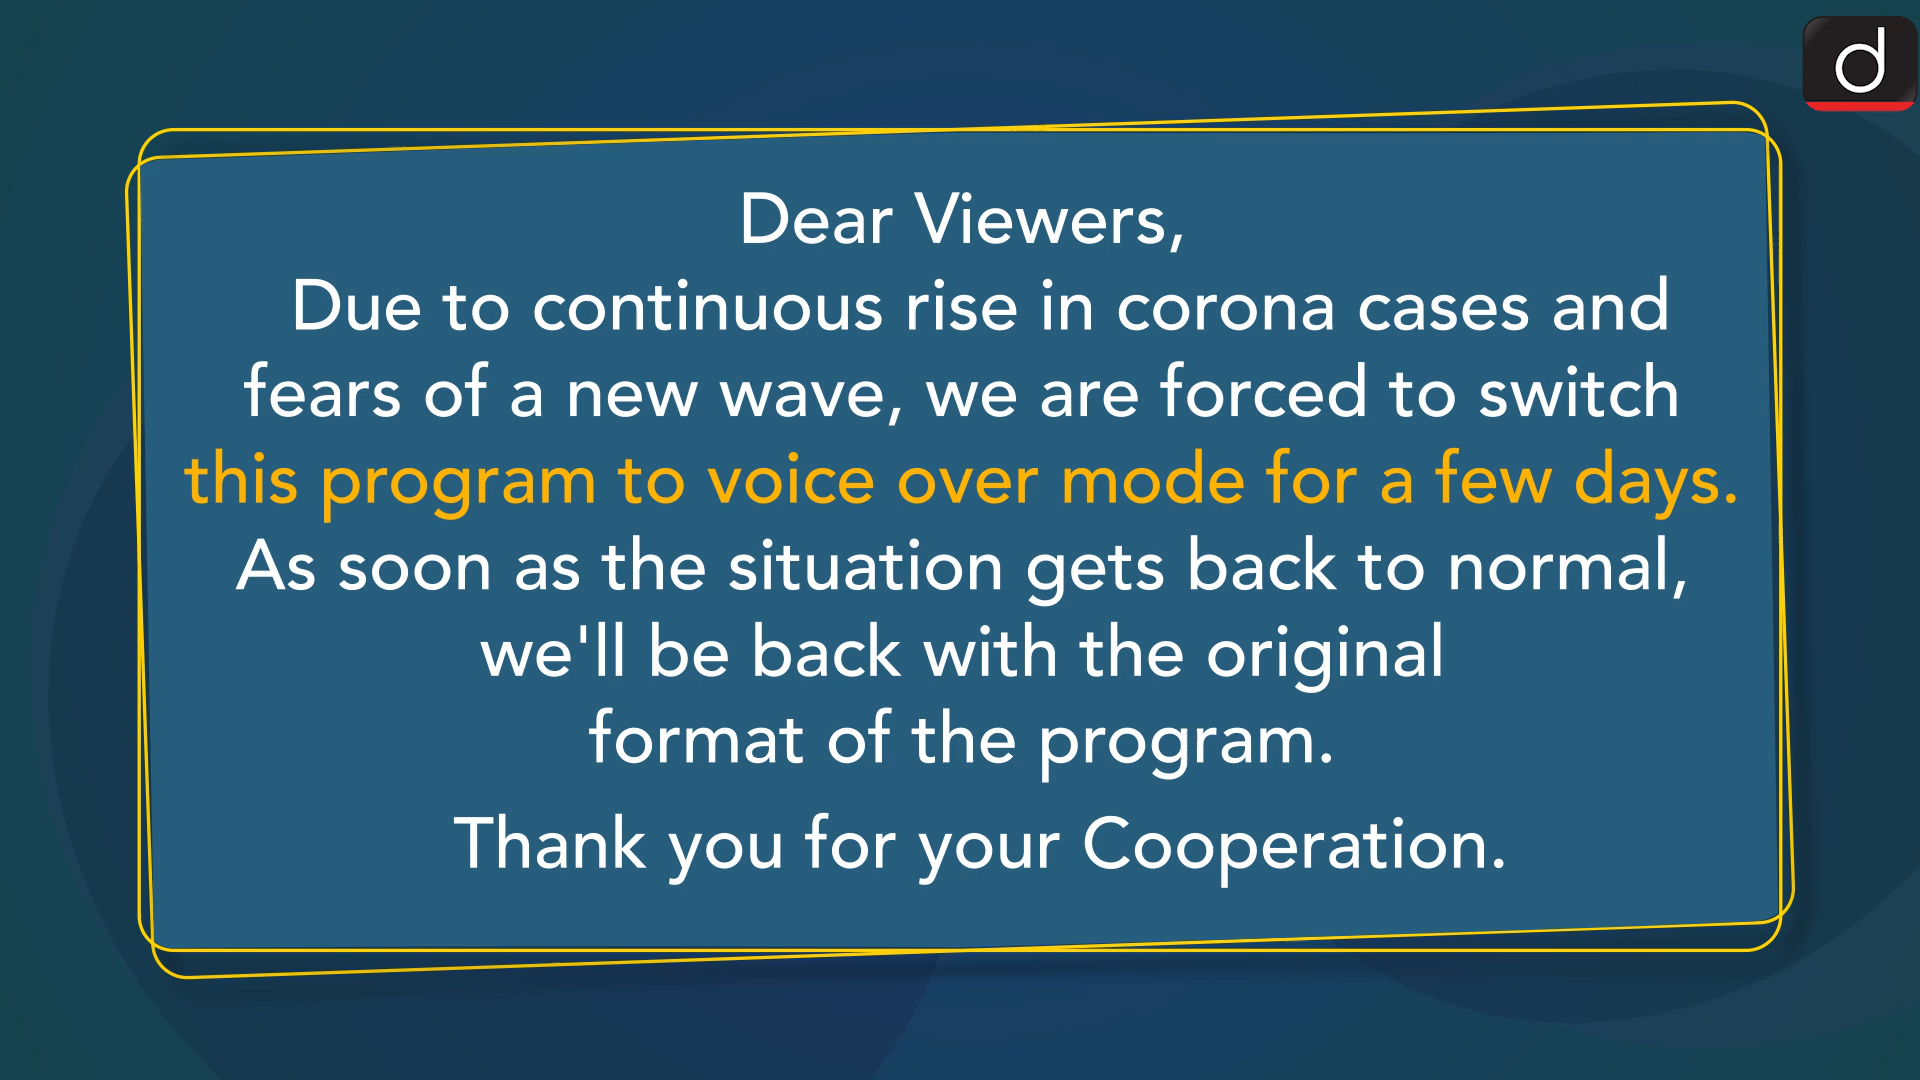 d
Dear Viewers,
Due to continuous rise in corona cases and
fears of a new wave, we are forced to switch
this program to voice over mode for a few days.
As soon as the situation gets back to normal,
we'll be back with the original
format of the program.
Thank you for your Cooperation.